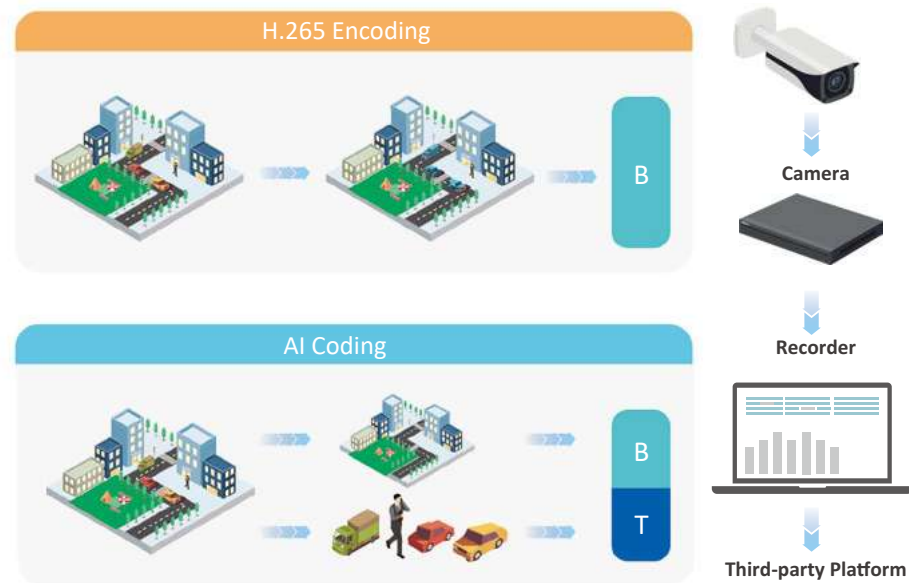 H.265 Encoding
B
Camera
Recorder
AI Coding
B
T
Third-party Platform